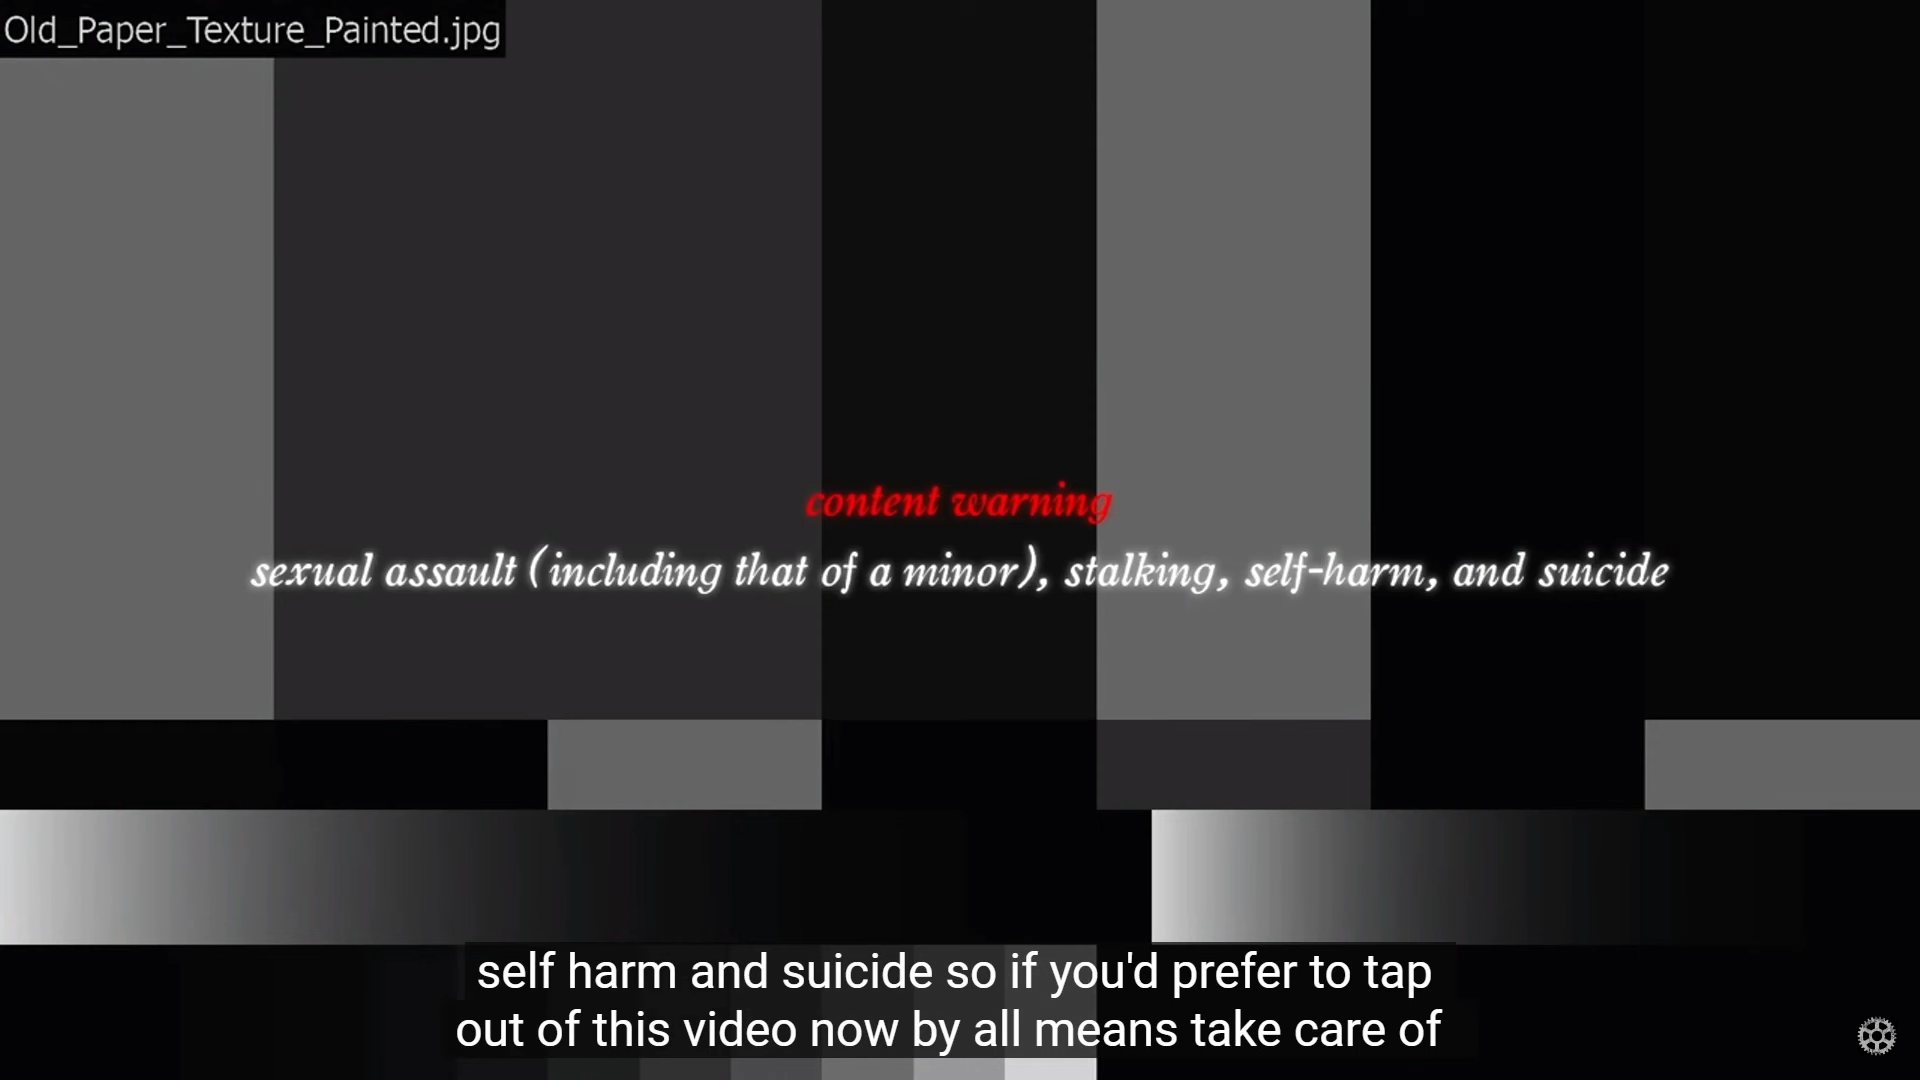 Old_Paper_Texture_Painted.jpg
content warning
sexual assault (including that of a minor), stalking, self-harm, and suicide
self harm and suicide so if you'd prefer to tap
out of this video now by all means take care of